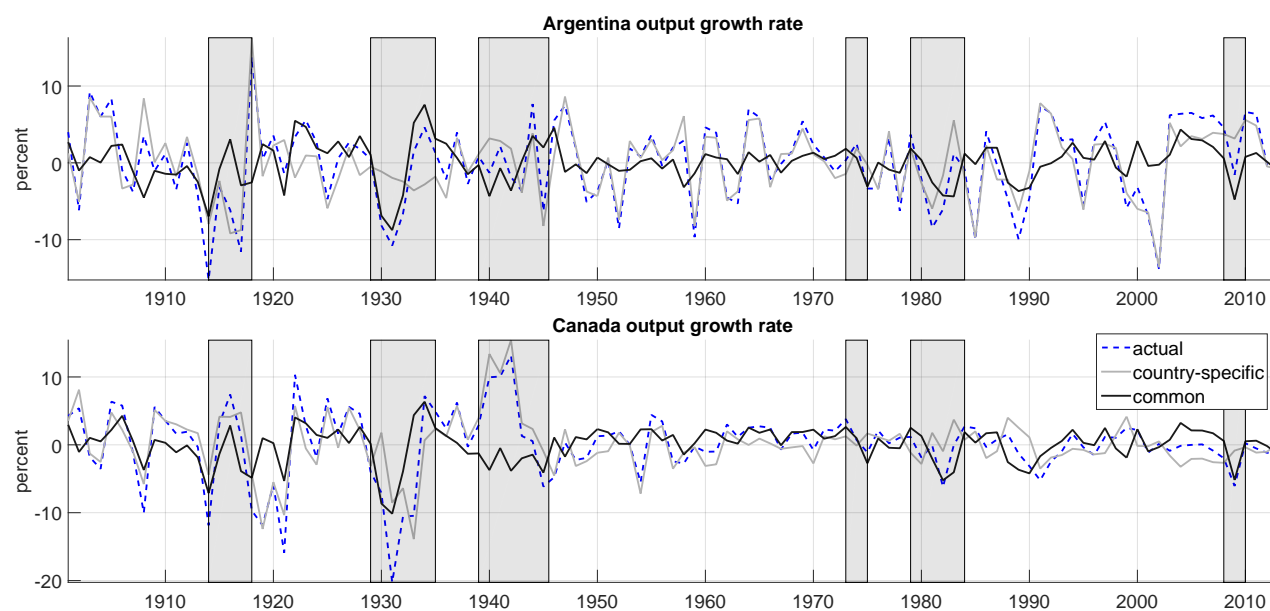 Argentina output growth rate
percent
10
0
-10
1910 1920 1930 1940 1950 1960 1970 1980 1990 2000 2010
Canada output growth rate
percent
10
0
-10
-20
actual
country-specific
common
1910 1920 1930 1940 1950 1960 1970 1980 1990 2000 2010